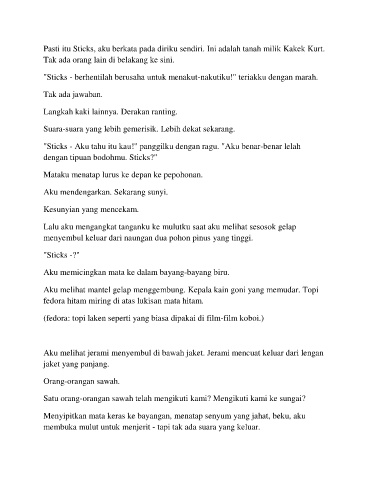 Pasti itu Sticks, aku berkata pada diriku sendiri. Ini adalah tanah milik Kakek Kurt.
Tak ada orang lain di belakang ke sini.
"Sticks - berhentilah berusaha untuk menakut-nakutiku!" teriakku dengan marah.
Tak ada jawaban.
Langkah kaki lainnya. Derakan ranting.
Suara-suara yang lebih gemerisik. Lebih dekat sekarang.
"Sticks - Aku tahu itu kau!" panggilku dengan ragu. "Aku benar-benar lelah
dengan tipuan bodohmu. Sticks?"
Mataku menatap lurus ke depan ke pepohonan.
Aku mendengarkan. Sekarang sunyi.
Kesunyian yang mencekam.
Lalu aku mengangkat tanganku ke mulutku saat aku melihat sesosok gelap
menyembul keluar dari naungan dua pohon pinus yang tinggi.
"Sticks -?"
Aku memicingkan mata ke dalam bayang-bayang biru.
Aku melihat mantel gelap menggembung. Kepala kain goni yang memudar. Topi
fedora hitam miring di atas lukisan mata hitam.
(fedora: topi laken seperti yang biasa dipakai di film-film koboi.)
Aku melihat jerami menyembul di bawah jaket. Jerami mencuat keluar dari lengan
jaket yang panjang.
Orang-orangan sawah.
Satu orang-orangan sawah telah mengikuti kami? Mengikuti kami ke sungai?
Menyipitkan mata keras ke bayangan, menatap senyum yang jahat, beku, aku
membuka mulut untuk menjerit - tapi tak ada suara yang keluar.